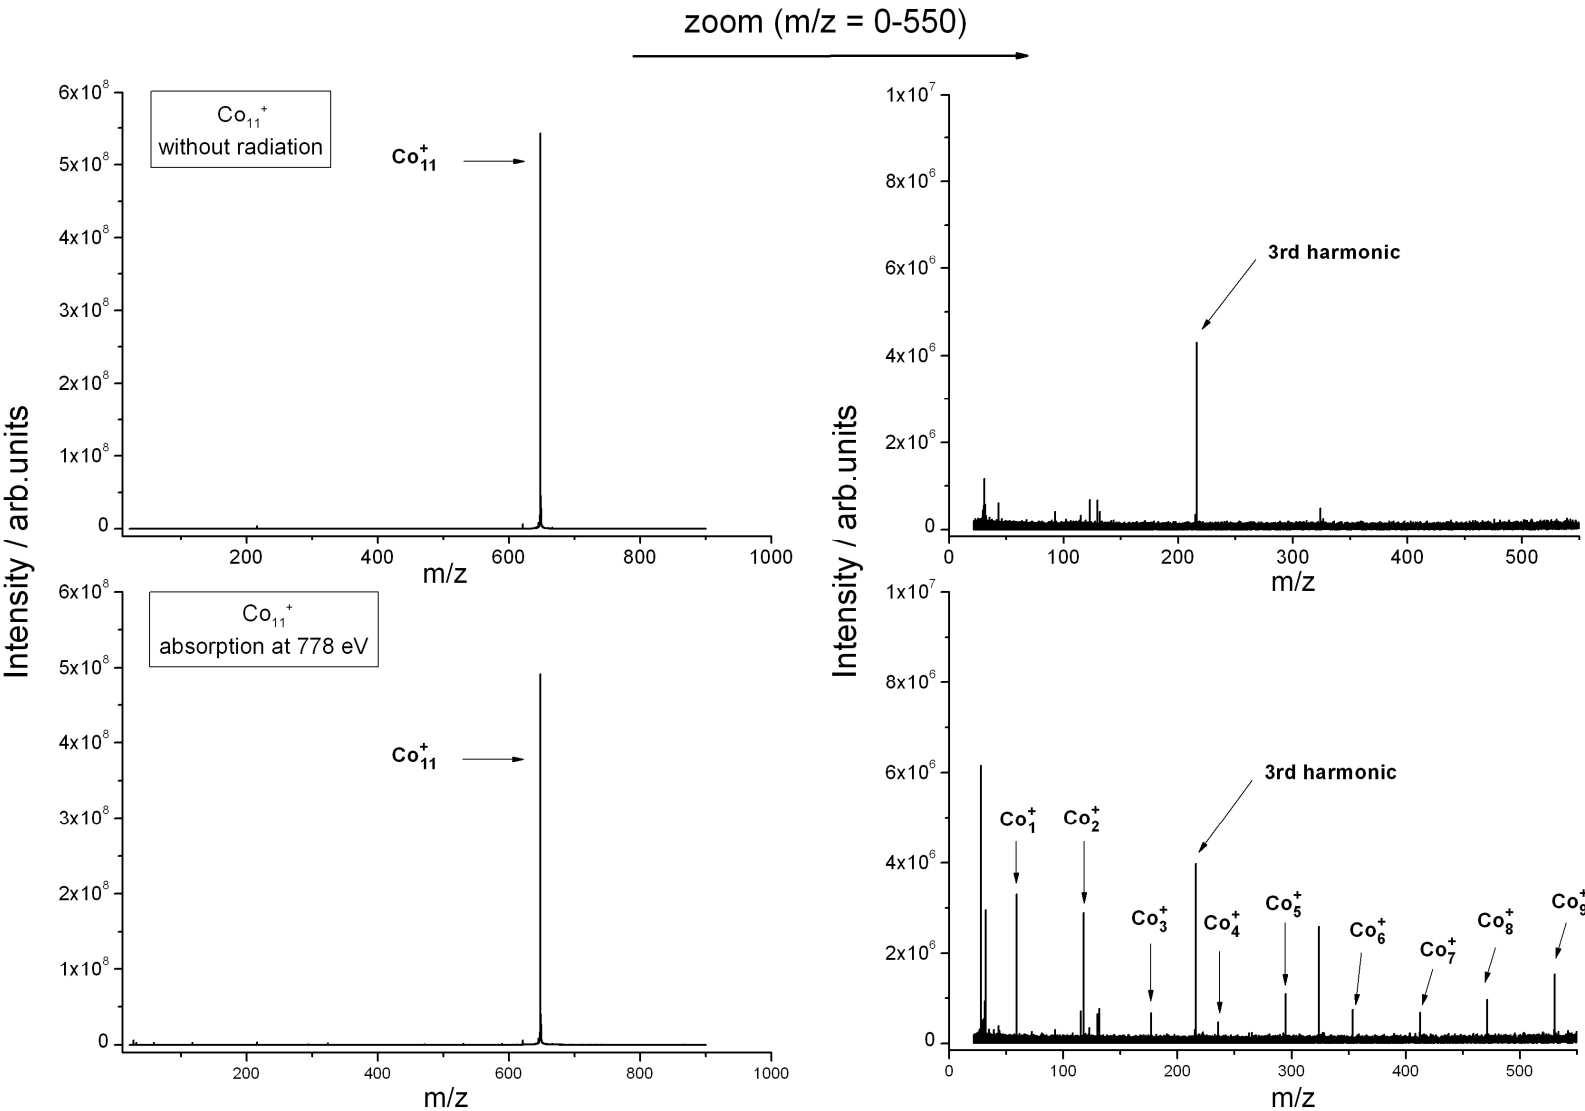 zoom (m/z = 0-550)
Co₁₁⁺
without radiation
Co₁₁⁺
6x10⁸
5x10⁸
4x10⁸
3x10⁸
2x10⁸
1x10⁸
0
200 400 600 800 1000
m/z
Intensity / arb.units
1x10⁷
8x10⁶
6x10⁶
4x10⁶
2x10⁶
0
3rd harmonic
0 100 200 300 400 500
m/z
Intensity / arb.units
Co₁₁⁺
absorption at 778 eV
Co₁₁⁺
6x10⁸
5x10⁸
4x10⁸
3x10⁸
2x10⁸
1x10⁸
0
200 400 600 800 1000
m/z
1x10⁷
8x10⁶
6x10⁶
4x10⁶
2x10⁶
0
3rd harmonic
Co₁⁺ Co₂⁺ Co₃⁺ Co₄⁺ Co₅⁺ Co₆⁺ Co₇⁺ Co₈⁺ Co₉⁺
0 100 200 300 400 500
m/z